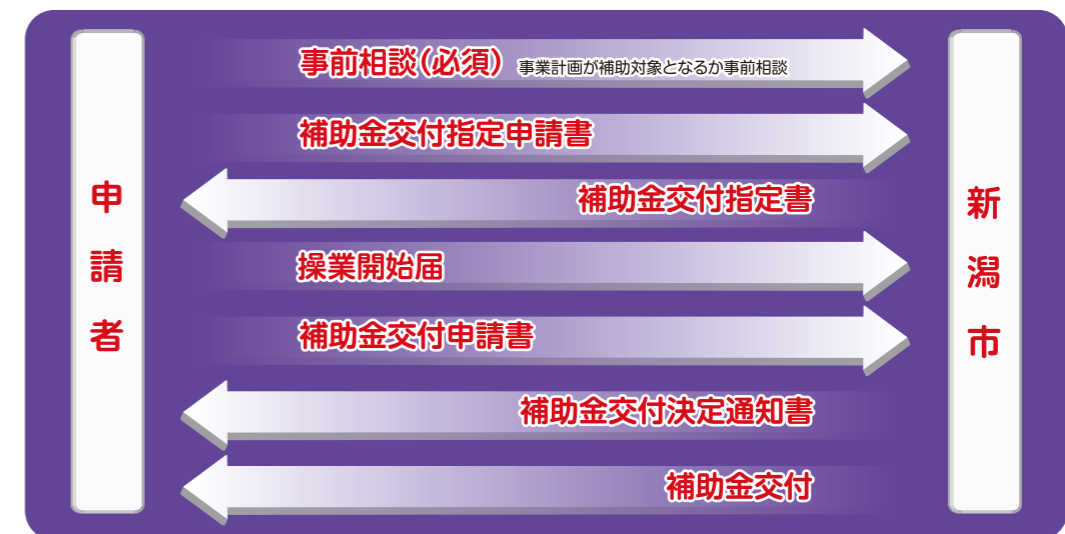 申請者
事前相談（必須） 事業計画が補助対象となるか事前相談
補助金交付指定申請書
補助金交付指定書
操業開始届
補助金交付申請書
補助金交付決定通知書
補助金交付
新潟市